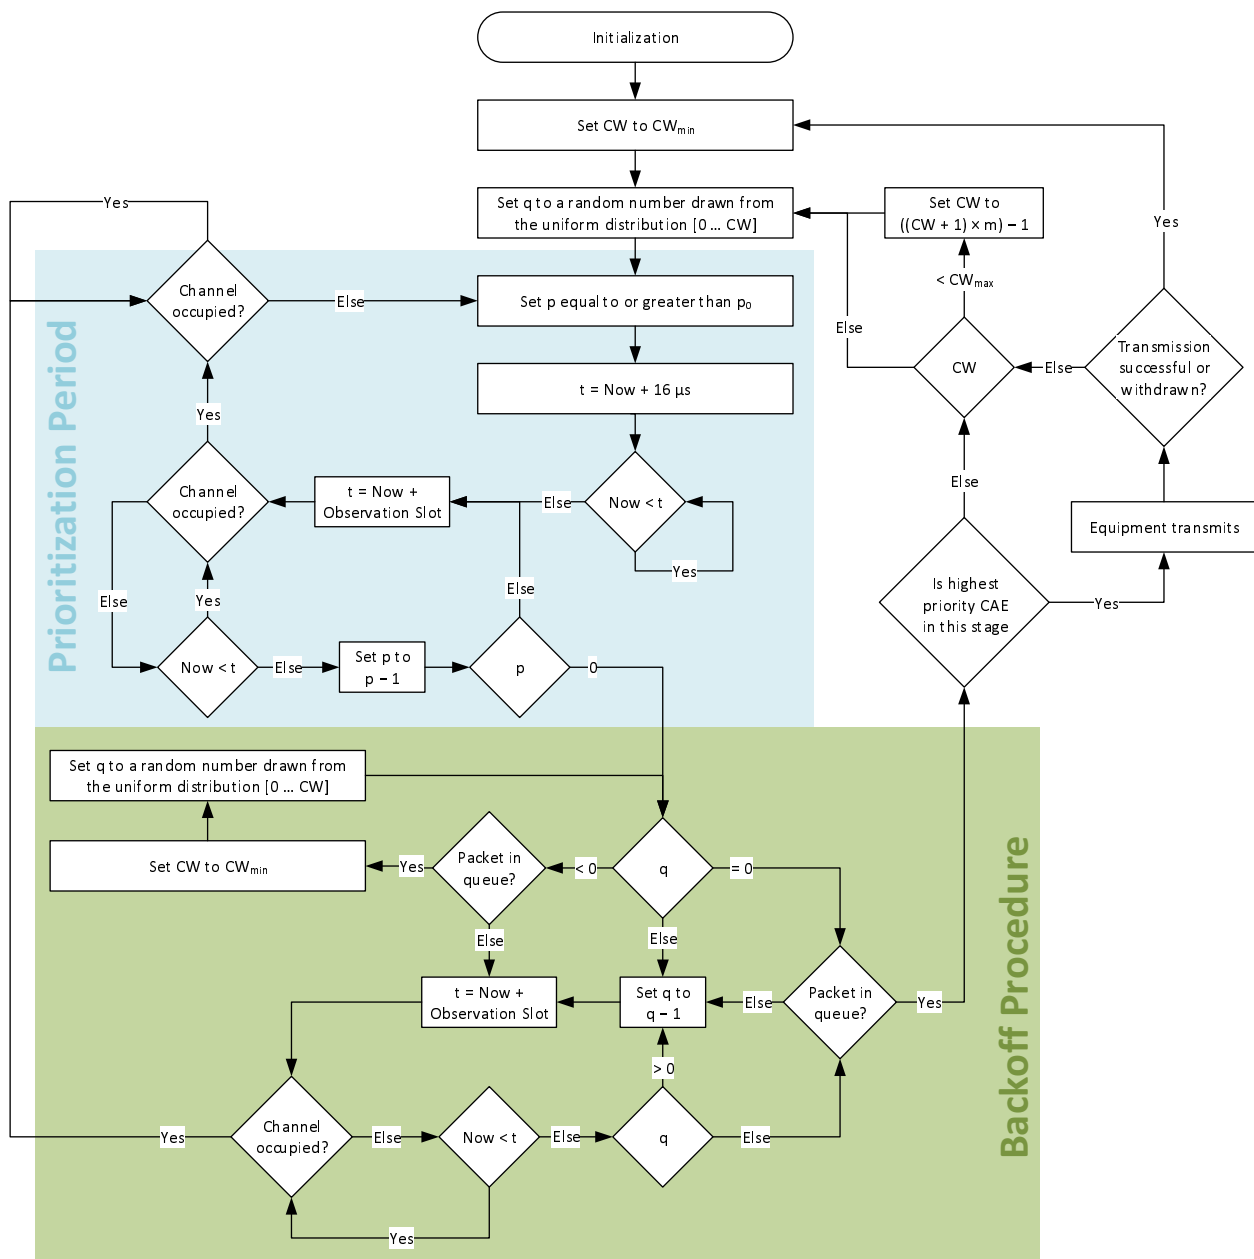 Initialization
Set CW to CWmin
Yes
Set q to a random number drawn from
the uniform distribution [0 ... CW]
Set CW to
((CW + 1) × m) – 1
Yes
< CWmax
Channel
occupied?
Else
Set p equal to or greater than p0
Else
Transmission
successful or
withdrawn?
Else
CW
t = Now + 16 µs
Yes
Prioritization Period
Channel
occupied?
t = Now +
Observation Slot
Else
Now < t
Else
Equipment transmits
Yes
Else
Yes
Else
Is highest
priority CAE
in this stage
Yes
Now < t
Else
Set p to
p – 1
p
0
Set q to a random number drawn from
the uniform distribution [0 ... CW]
Set CW to CWmin
Yes
Packet in
queue?
< 0
q
= 0
Else
Else
Backoff Procedure
t = Now +
Observation Slot
Set q to
q – 1
Else
Packet in
queue?
Yes
> 0
Yes
Channel
occupied?
Else
Now < t
Else
q
Else
Yes